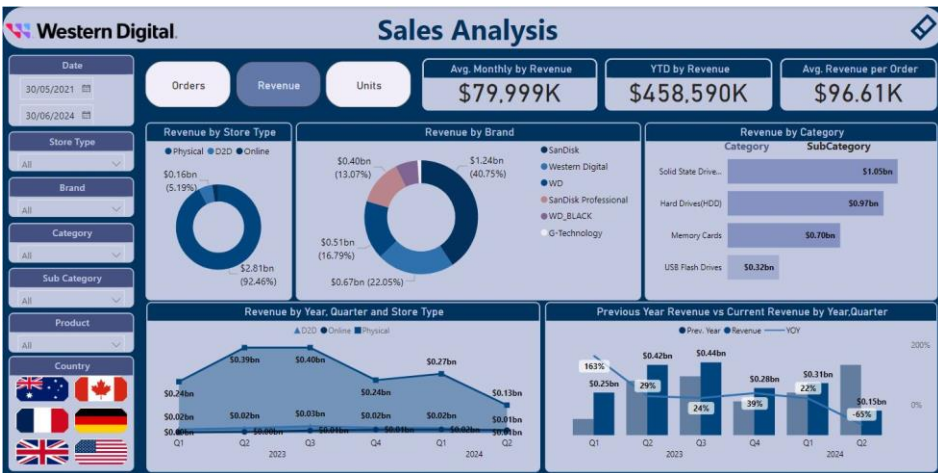 Western Digital.
Sales Analysis
Date
30/05/2021
30/06/2024
Store Type
All
Brand
All
Category
All
Sub Category
All
Product
All
Country
Orders
Revenue
Units
Avg. Monthly by Revenue
$79,999K
YTD by Revenue
$458,590K
Avg. Revenue per Order
$96.61K
Revenue by Store Type
Physical D2D Online
$0.16bn
(5.19%)
$2.81bn
(92.46%)
Revenue by Brand
$0.40bn
(13.07%)
$1.24bn
(40.75%)
$0.51bn
(16.79%)
$0.67bn (22.05%)
SanDisk
Western Digital
WD
SanDisk Professional
WD_BLACK
G-Technology
Revenue by Category
Category SubCategory
Solid State Drive... $1.05bn
Hard Drives(HDD) $0.97bn
Memory Cards $0.70bn
USB Flash Drives $0.32bn
Revenue by Year, Quarter and Store Type
D2D Online Physical
$0.24bn $0.39bn $0.40bn $0.24bn $0.27bn $0.13bn
$0.02bn $0.02bn $0.03bn $0.02bn $0.02bn
$0.00bn $0.01bn $0.01bn $0.02bn $0.01bn
Q1 Q2 Q3 Q4 Q1 Q2
2023 2024
Previous Year Revenue vs Current Revenue by Year,Quarter
Prev. Year Revenue YOY
200%
0%
163% 29% 24% 39% 22% -65%
$0.25bn $0.42bn $0.44bn $0.28bn $0.31bn $0.15bn
Q1 Q2 Q3 Q4 Q1 Q2
2023 2024